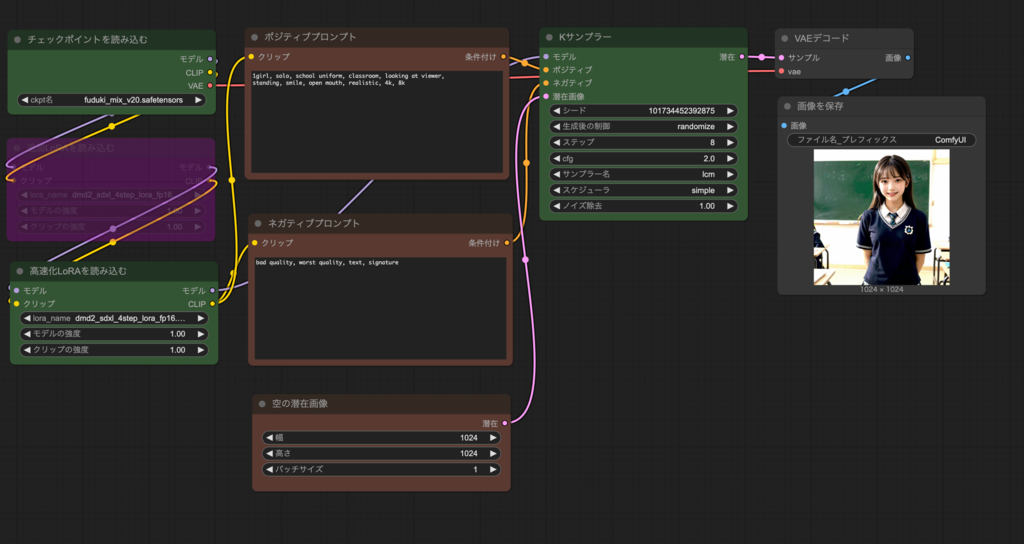 チェックポイントを読み込む
モデル
CLIP
VAE
ckpt名 fuduki_mix_v20.safetensors
を読み込む
モデル
クリップ
lora_name dmd2_sdxl_4step_lora_fp16...
モデルの強度 1.00
クリップの強度 1.00
高速化LoRAを読み込む
モデル モデル
クリップ CLIP
lora_name dmd2_sdxl_4step_lora_fp16....
モデルの強度 1.00
クリップの強度 1.00
ポジティブプロンプト
クリップ 条件付け
1girl, solo, school uniform, classroom, looking at viewer,
standing, smile, open mouth, realistic, 4k, 8k
ネガティブプロンプト
クリップ 条件付け
bad quality, worst quality, text, signature
空の潜在画像
潜在
幅 1024
高さ 1024
バッチサイズ 1
Kサンプラー
モデル 潜在
ポジティブ
ネガティブ
潜在画像
シード 101734452392875
生成後の制御 randomize
ステップ 8
cfg 2.0
サンプラー名 lcm
スケジューラ simple
ノイズ除去 1.00
VAEデコード
サンプル 画像
vae
画像を保存
画像
ファイル名_プレフィックス ComfyUI
1024 × 1024